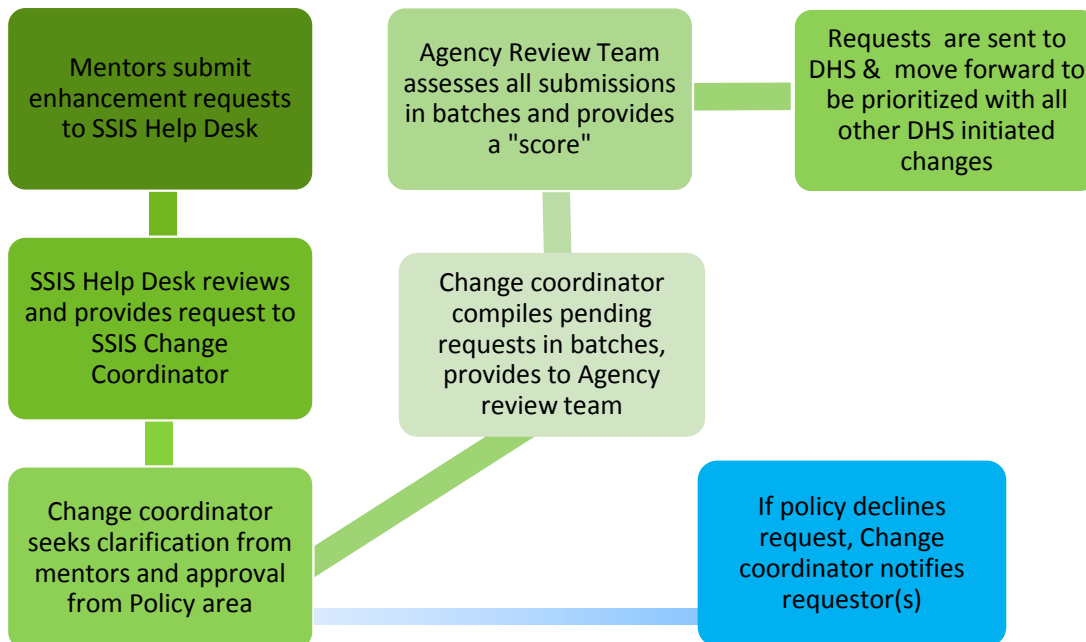 Mentors submit
enhancement requests
to SSIS Help Desk
SSIS Help Desk reviews
and provides request to
SSIS Change
Coordinator
Change coordinator
seeks clarification from
mentors and approval
from Policy area
Change coordinator
compiles pending
requests in batches,
provides to Agency
review team
Agency Review Team
assesses all submissions
in batches and provides
a "score"
Requests are sent to
DHS & move forward to
be prioritized with all
other DHS initiated
changes
If policy declines
request, Change
coordinator notifies
requestor(s)